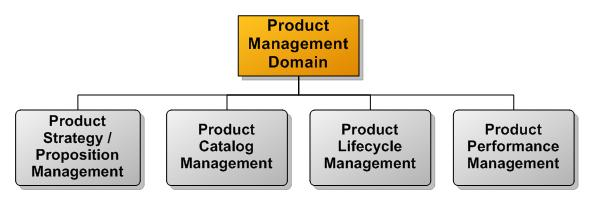 Product
Management
Domain
Product
Strategy /
Proposition
Management
Product
Catalog
Management
Product
Lifecycle
Management
Product
Performance
Management